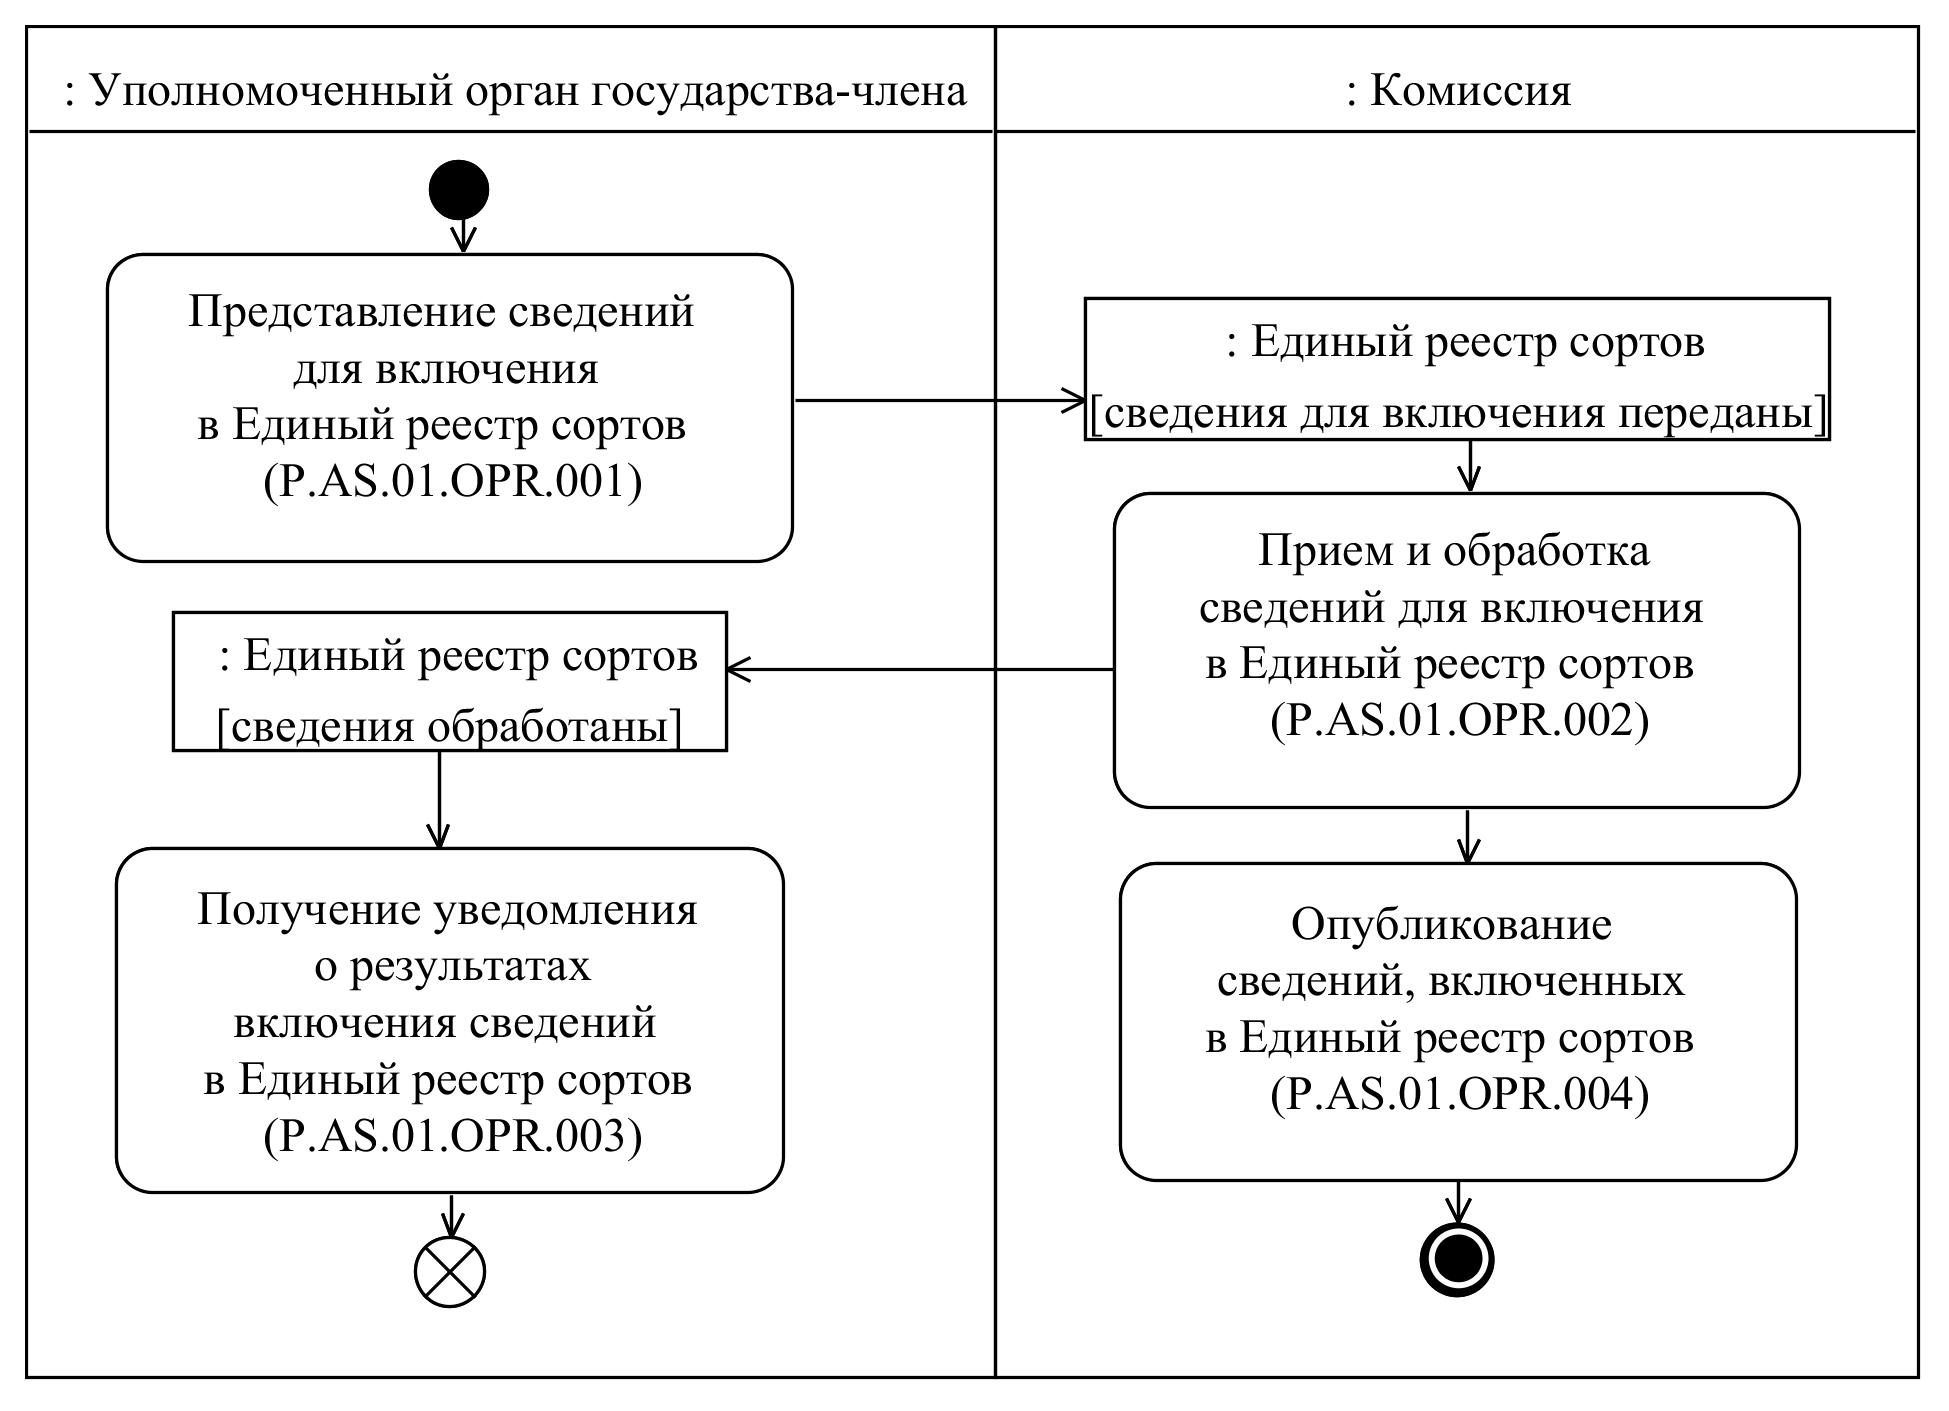 : Уполномоченный орган государства-члена
: Комиссия
Представление сведений
для включения
в Единый реестр сортов
(P.AS.01.OPR.001)
: Единый реестр сортов
[сведения для включения переданы]
Прием и обработка
сведений для включения
в Единый реестр сортов
(P.AS.01.OPR.002)
: Единый реестр сортов
[сведения обработаны]
Получение уведомления
о результатах
включения сведений
в Единый реестр сортов
(P.AS.01.OPR.003)
Опубликование
сведений, включенных
в Единый реестр сортов
(P.AS.01.OPR.004)